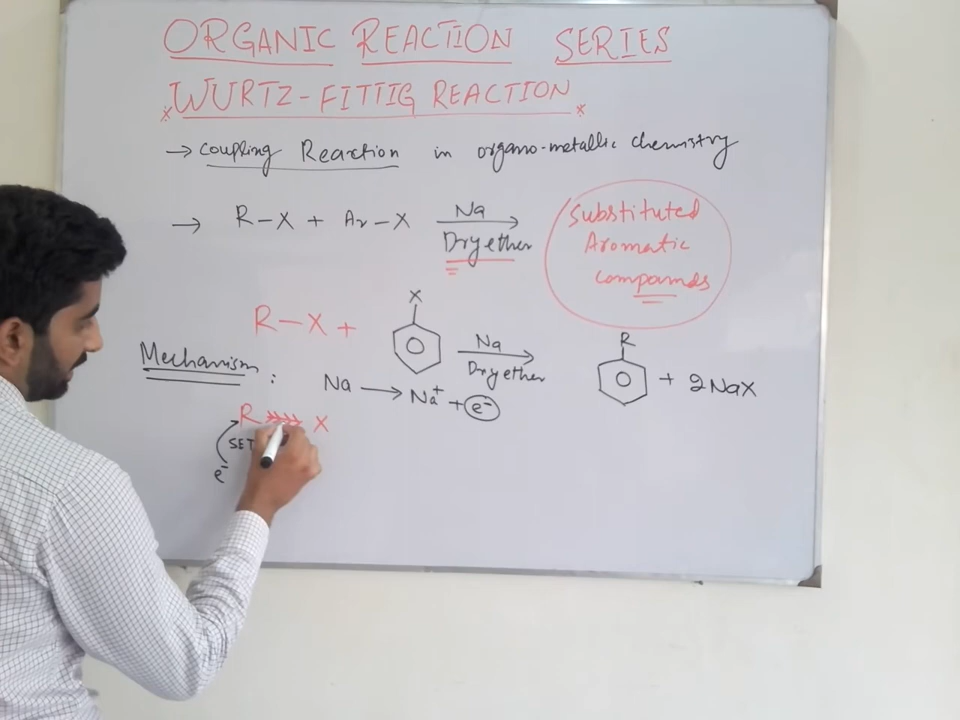 ORGANIC REACTION SERIES
WURTZ-FITTIG REACTION
→ Coupling Reaction in organo-metallic chemistry
→ R-X + Ar-X Na Dry ether → Substituted Aromatic Compounds
R-X + X Na Dry ether → R + 2NaX
Mechanism :
Na → Na⁺ + e⁻
R X
SET
e⁻